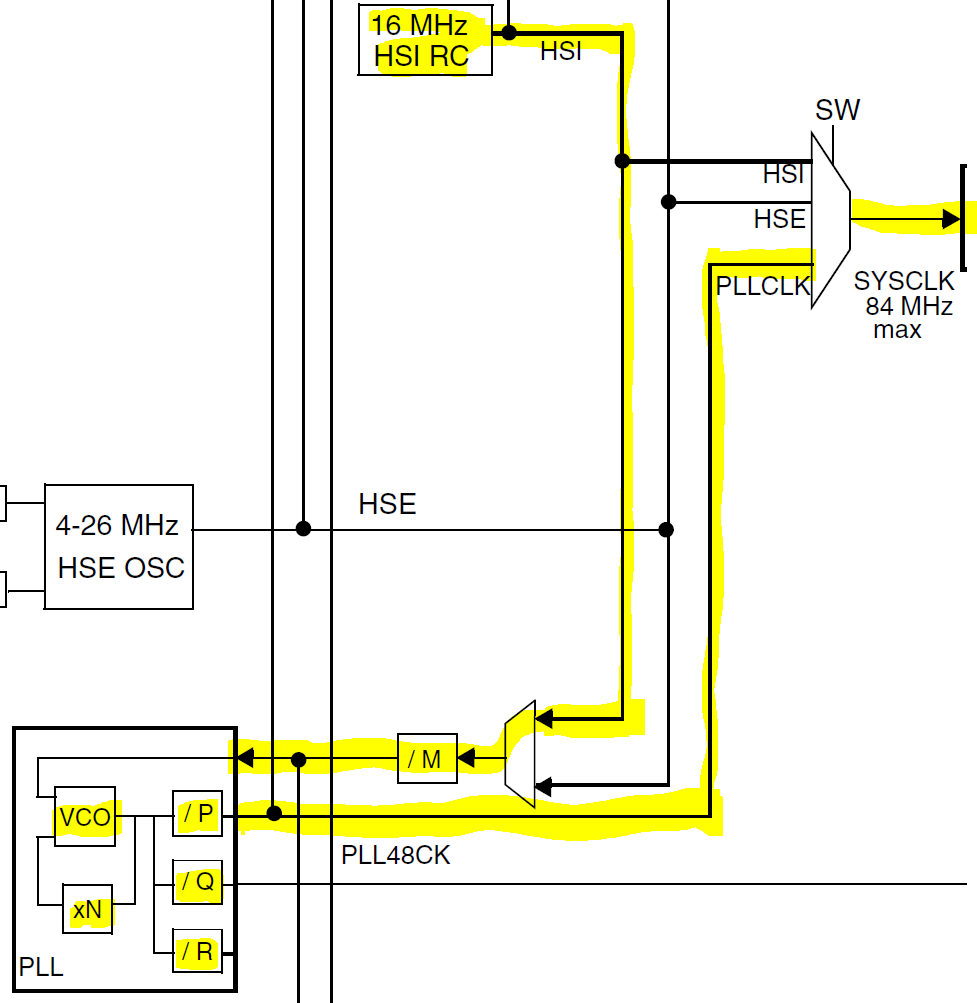 16 MHz
HSI RC
HSI
SW
HSI
HSE
PLLCLK
SYSCLK
84 MHz
max
HSE
4-26 MHz
HSE OSC
/ M
VCO
/ P
PLL48CK
/ Q
xN
/ R
PLL